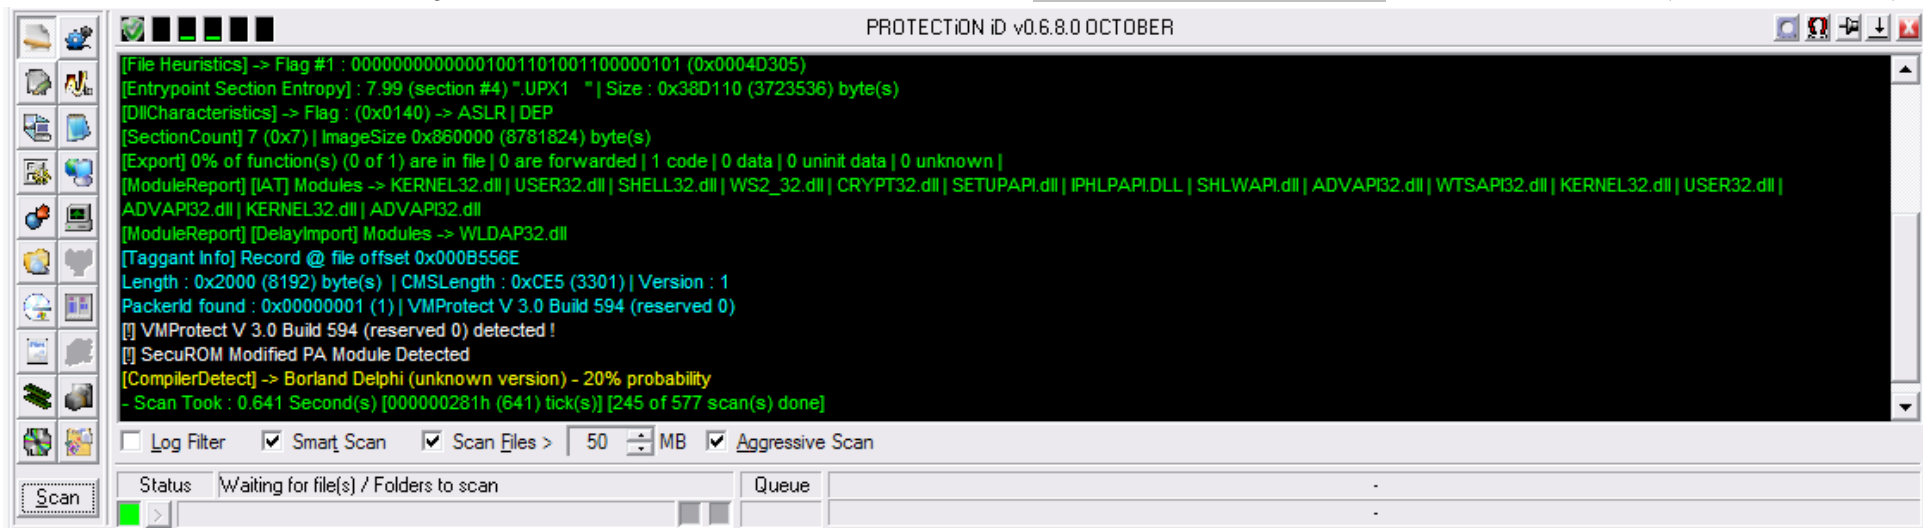 PROTECTiON iD v0.6.8.0 OCTOBER
[File Heuristics] -> Flag #1 : 00000000000001001101001100000101 (0x0004D305)
[Entrypoint Section Entropy] : 7.99 (section #4) ".UPX1   " | Size : 0x38D110 (3723536) byte(s)
[DllCharacteristics] -> Flag : (0x0140) -> ASLR | DEP
[SectionCount] 7 (0x7) | ImageSize 0x860000 (8781824) byte(s)
[Export] 0% of function(s) (0 of 1) are in file | 0 are forwarded | 1 code | 0 data | 0 uninit data | 0 unknown |
[ModuleReport] [IAT] Modules -> KERNEL32.dll | USER32.dll | SHELL32.dll | WS2_32.dll | CRYPT32.dll | SETUPAPI.dll | IPHLPAPI.DLL | SHLWAPI.dll | ADVAPI32.dll | WTSAPI32.dll | KERNEL32.dll | USER32.dll |
ADVAPI32.dll | KERNEL32.dll | ADVAPI32.dll
[ModuleReport] [DelayImport] Modules -> WLDAP32.dll
[Taggant Info] Record @ file offset 0x000B556E
Length : 0x2000 (8192) byte(s)  | CMSLength : 0xCE5 (3301) | Version : 1
PackerId found : 0x00000001 (1) | VMProtect V 3.0 Build 594 (reserved 0)
[!] VMProtect V 3.0 Build 594 (reserved 0) detected !
[!] SecuROM Modified PA Module Detected
[CompilerDetect] -> Borland Delphi (unknown version) - 20% probability
- Scan Took : 0.641 Second(s) [000000281h (641) tick(s)] [245 of 577 scan(s) done]
Log Filter Smart Scan Scan Files > 50 MB Aggressive Scan
Scan
Status Waiting for file(s) / Folders to scan Queue -
-